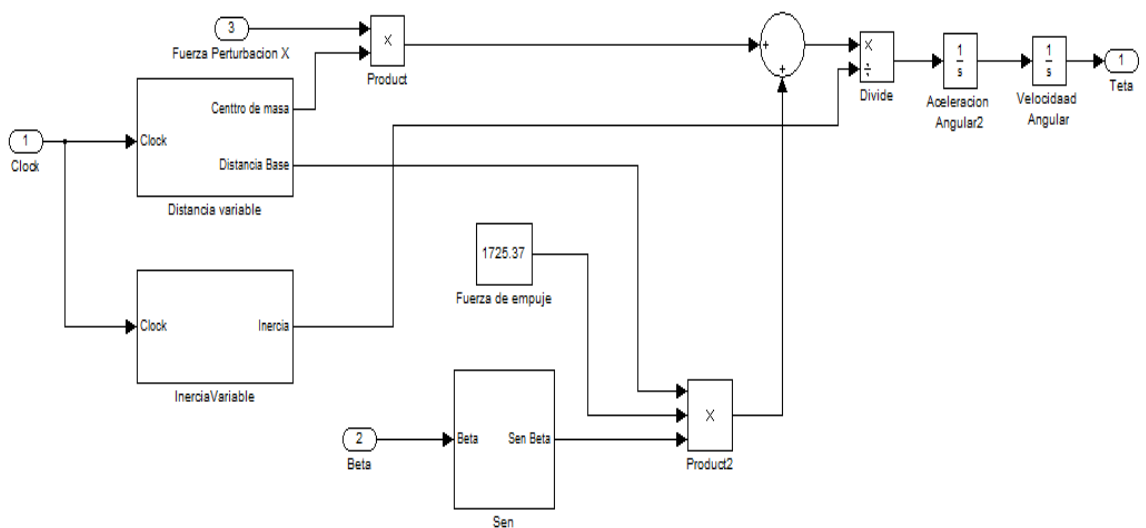 3
Fuerza Perturbacion X
X
Product
+
+
X
÷
Divide
1
s
Aceleracion
Angular2
1
s
Velocidaad
Angular
1
Teta
1
Clock
Clock
Centtro de masa
Distancia Base
Distancia variable
1725.37
Fuerza de empuje
Clock
Inercia
InerciaVariable
2
Beta
Beta
Sen Beta
Sen
X
Product2